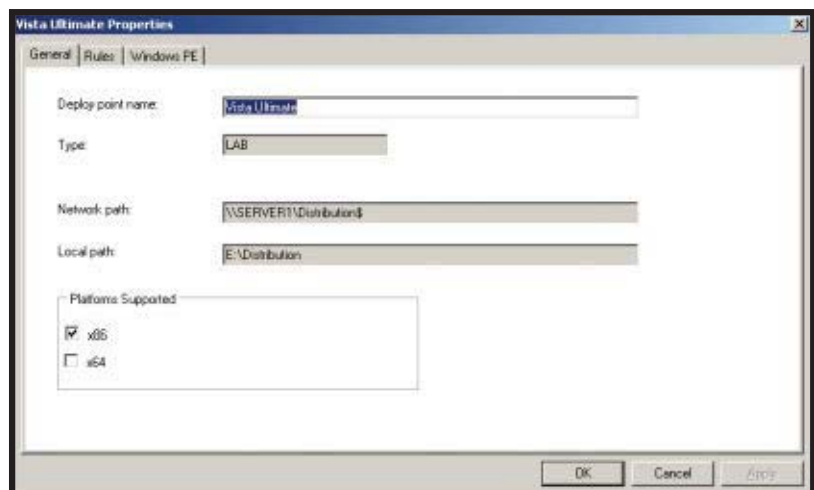 Vista Ultimate Properties
General Rules Windows PE
Deploy point name: Vista Ultimate
Type: LAB
Network path: \\SERVER1\Distribution$
Local path: E:\Distribution
Platforms Supported
x86
x64
OK Cancel Apply